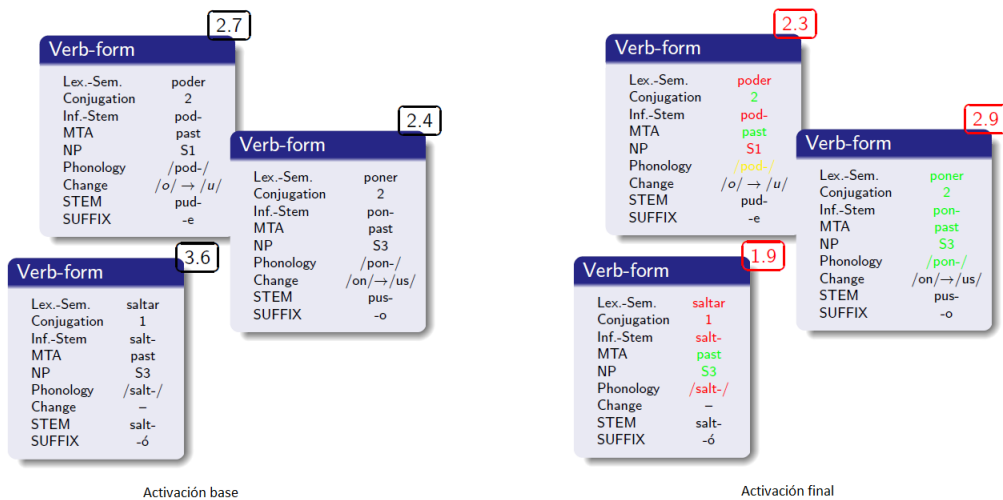 2.7
Verb-form
Lex.-Sem. poder
Conjugation 2
Inf.-Stem pod-
MTA past
NP S1
Phonology /pod-/
Change /o/ → /u/
STEM pud-
SUFFIX -e
2.4
Verb-form
Lex.-Sem. poner
Conjugation 2
Inf.-Stem pon-
MTA past
NP S3
Phonology /pon-/
Change /on/→/us/
STEM pus-
SUFFIX -o
3.6
Verb-form
Lex.-Sem. saltar
Conjugation 1
Inf.-Stem salt-
MTA past
NP S3
Phonology /salt-/
Change –
STEM salt-
SUFFIX -ó
Activación base
2.3
Verb-form
Lex.-Sem. poder
Conjugation 2
Inf.-Stem pod-
MTA past
NP S1
Phonology /pod-/
Change /o/ → /u/
STEM pud-
SUFFIX -e
2.9
Verb-form
Lex.-Sem. poner
Conjugation 2
Inf.-Stem pon-
MTA past
NP S3
Phonology /pon-/
Change /on/→/us/
STEM pus-
SUFFIX -o
1.9
Verb-form
Lex.-Sem. saltar
Conjugation 1
Inf.-Stem salt-
MTA past
NP S3
Phonology /salt-/
Change –
STEM salt-
SUFFIX -ó
Activación final